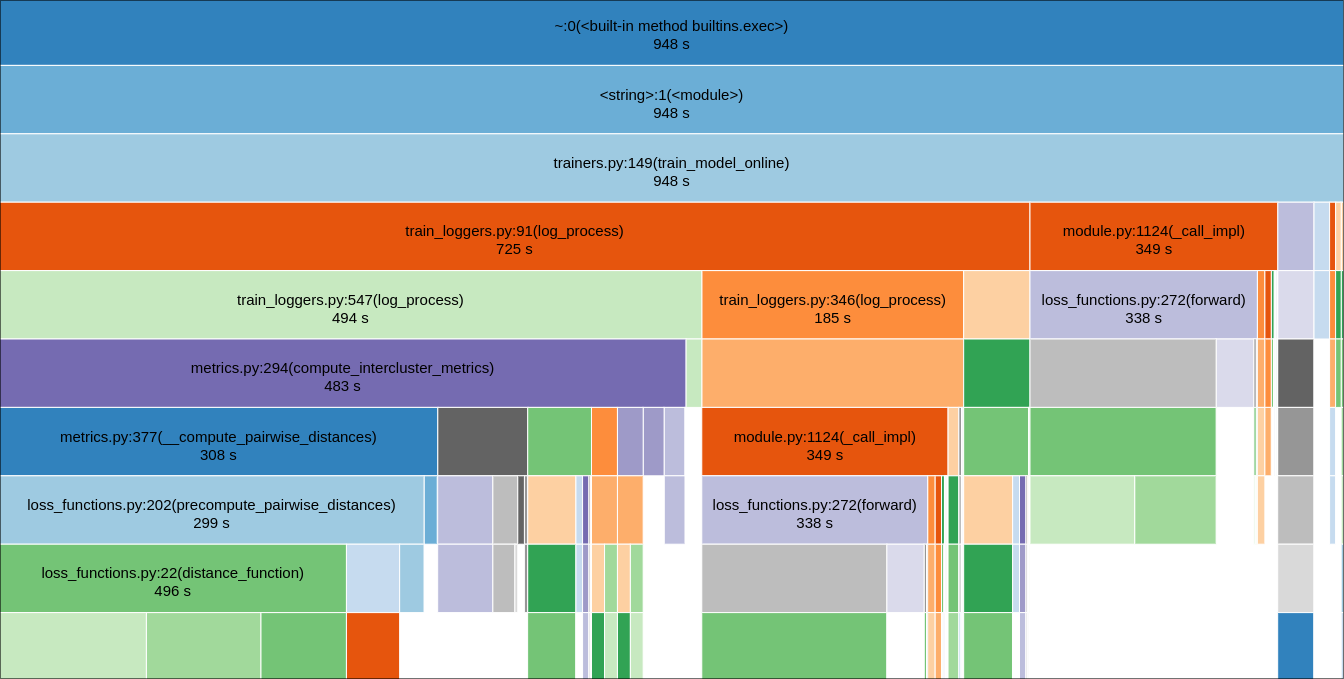 ~:0(<built-in method builtins.exec>)
948 s
<string>:1(<module>)
948 s
trainers.py:149(train_model_online)
948 s
train_loggers.py:91(log_process)
725 s
module.py:1124(_call_impl)
349 s
train_loggers.py:547(log_process)
494 s
train_loggers.py:346(log_process)
185 s
loss_functions.py:272(forward)
338 s
metrics.py:294(compute_intercluster_metrics)
483 s
metrics.py:377(__compute_pairwise_distances)
308 s
module.py:1124(_call_impl)
349 s
loss_functions.py:202(precompute_pairwise_distances)
299 s
loss_functions.py:272(forward)
338 s
loss_functions.py:22(distance_function)
496 s